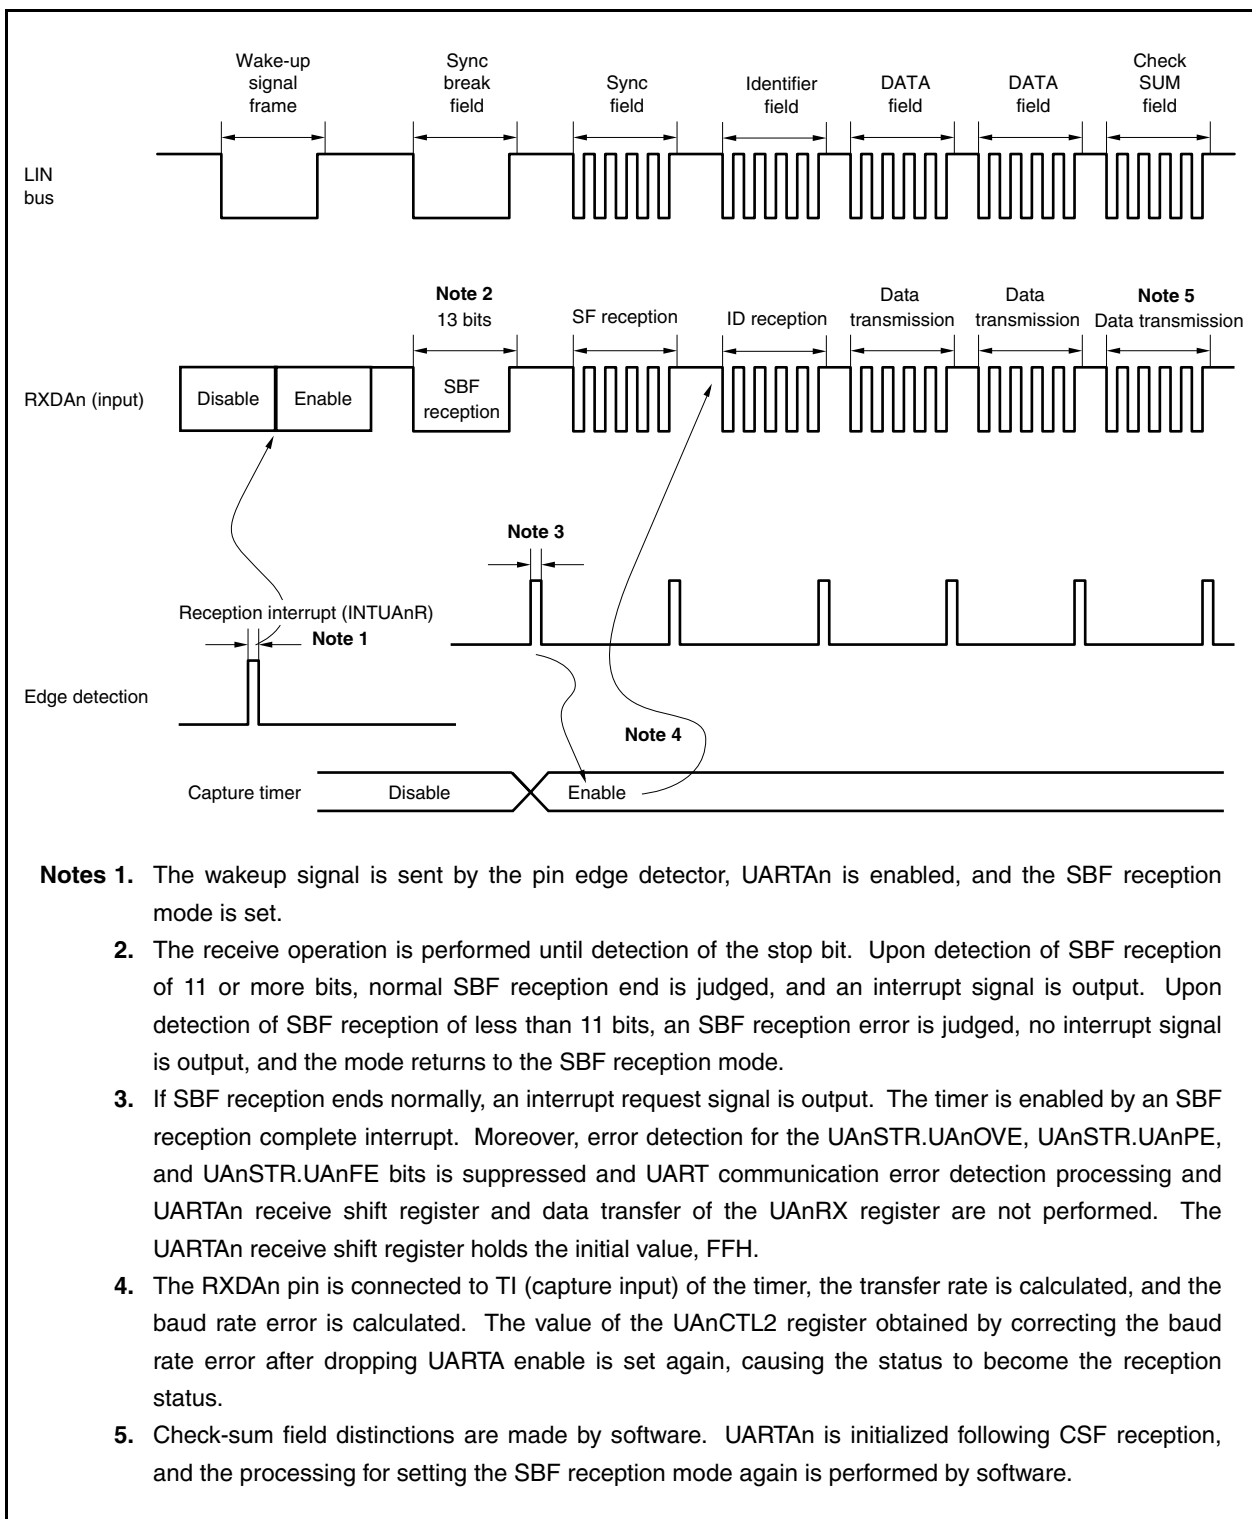 Wake-up
signal
frame
Sync
break
field
Sync
field
Identifier
field
DATA
field
DATA
field
Check
SUM
field
LIN
bus
Note 2
13 bits
SF reception
ID reception
Data
transmission
Data
transmission
Note 5
Data transmission
RXDAn (input)
Disable
Enable
SBF
reception
Note 3
Reception interrupt (INTUAnR)
Note 1
Edge detection
Note 4
Capture timer
Disable
Enable
Notes 1. The wakeup signal is sent by the pin edge detector, UARTAn is enabled, and the SBF reception
mode is set.
2. The receive operation is performed until detection of the stop bit. Upon detection of SBF reception
of 11 or more bits, normal SBF reception end is judged, and an interrupt signal is output. Upon
detection of SBF reception of less than 11 bits, an SBF reception error is judged, no interrupt signal
is output, and the mode returns to the SBF reception mode.
3. If SBF reception ends normally, an interrupt request signal is output. The timer is enabled by an SBF
reception complete interrupt. Moreover, error detection for the UAnSTR.UAnOVE, UAnSTR.UAnPE,
and UAnSTR.UAnFE bits is suppressed and UART communication error detection processing and
UARTAn receive shift register and data transfer of the UAnRX register are not performed. The
UARTAn receive shift register holds the initial value, FFH.
4. The RXDAn pin is connected to TI (capture input) of the timer, the transfer rate is calculated, and the
baud rate error is calculated. The value of the UAnCTL2 register obtained by correcting the baud
rate error after dropping UARTA enable is set again, causing the status to become the reception
status.
5. Check-sum field distinctions are made by software. UARTAn is initialized following CSF reception,
and the processing for setting the SBF reception mode again is performed by software.